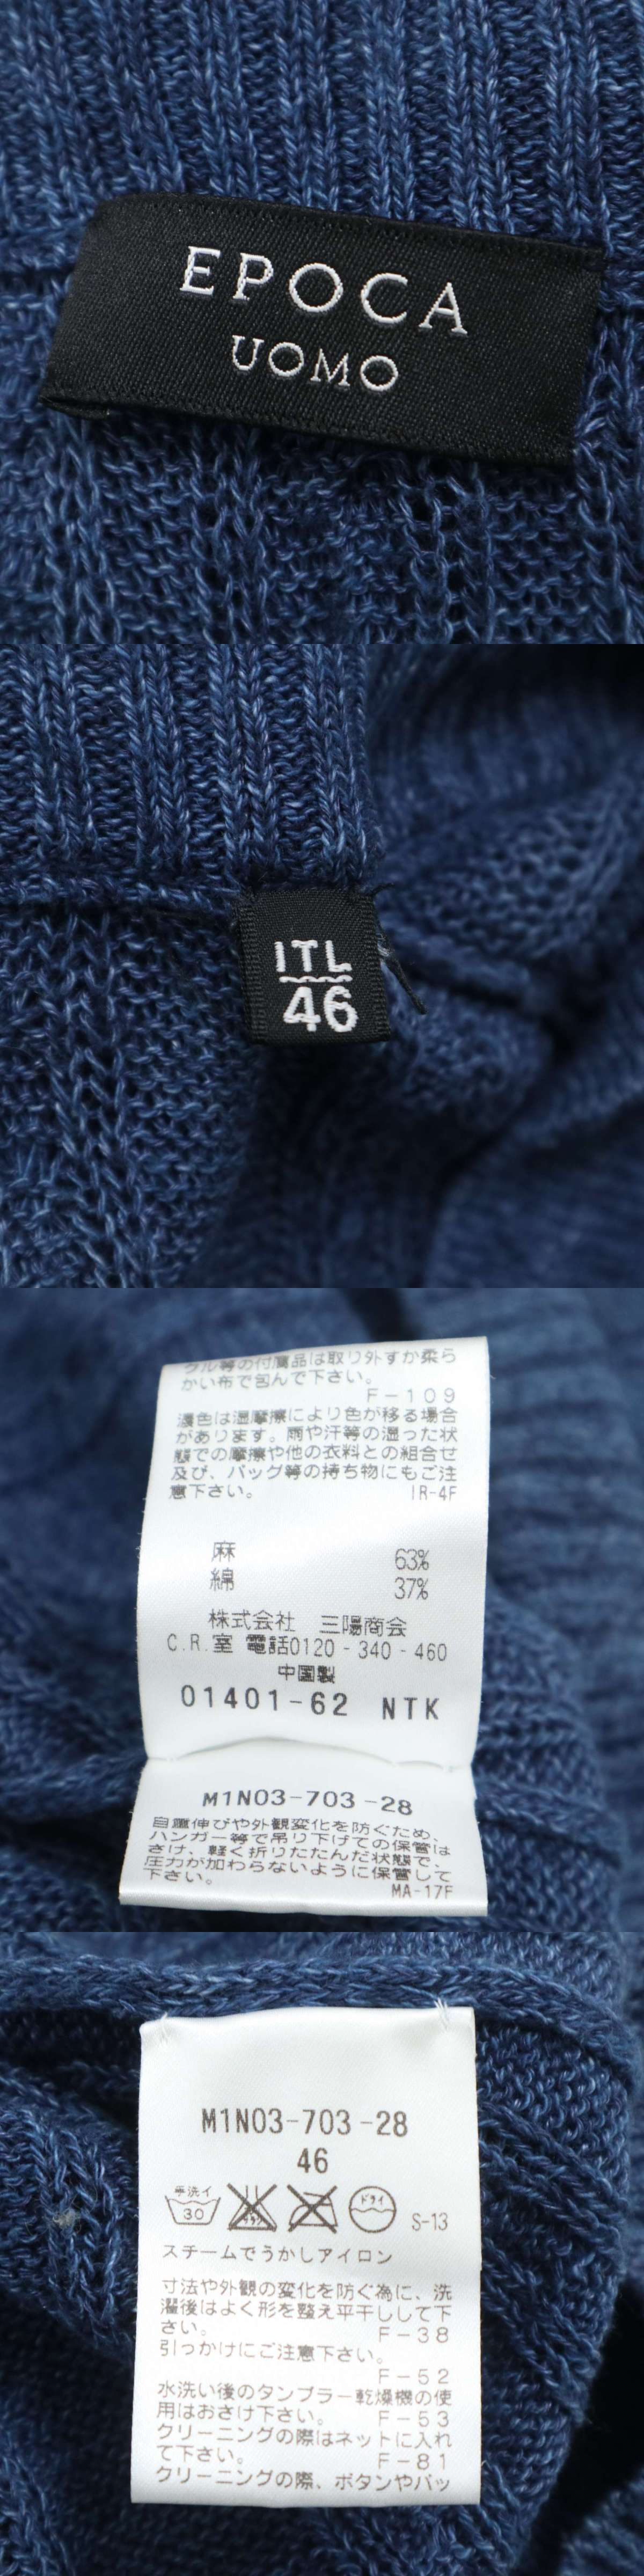 EPOCA
UOMO
ITL
46
クル等の付属品は取り外すか柔ら
かい布で包んで下さい。
F-109
濃色は湿摩擦により色が移る場合
があります。雨や汗等の湿った状
態での摩擦や他の衣料との組合せ
及び、バッグ等の持ち物にもご注
意下さい。 IR-4F
麻 63%
綿 37%
株式会社 三陽商会
C.R.室 電話0120-340-460
中国製
01401-62 NTK
M1N03-703-28
自重伸びや外観変化を防ぐため、
ハンガー等で吊り下げての保管は
さけ、軽く折りたたんだ状態で、
圧力が加わらないように保管して
下さい。 MA-17F
M1N03-703-28
46
手洗イ
30
ドライ
S-13
スチームでうかしアイロン
寸法や外観の変化を防ぐ為に、洗
濯後はよく形を整え平干しして下
さい。 F-38
引っかけにご注意下さい。
F-52
水洗い後のタンブラー乾燥機の使
用はおさけ下さい。 F-53
クリーニングの際はネットに入れ
て下さい。 F-81
クリーニングの際、ボタンやバッ